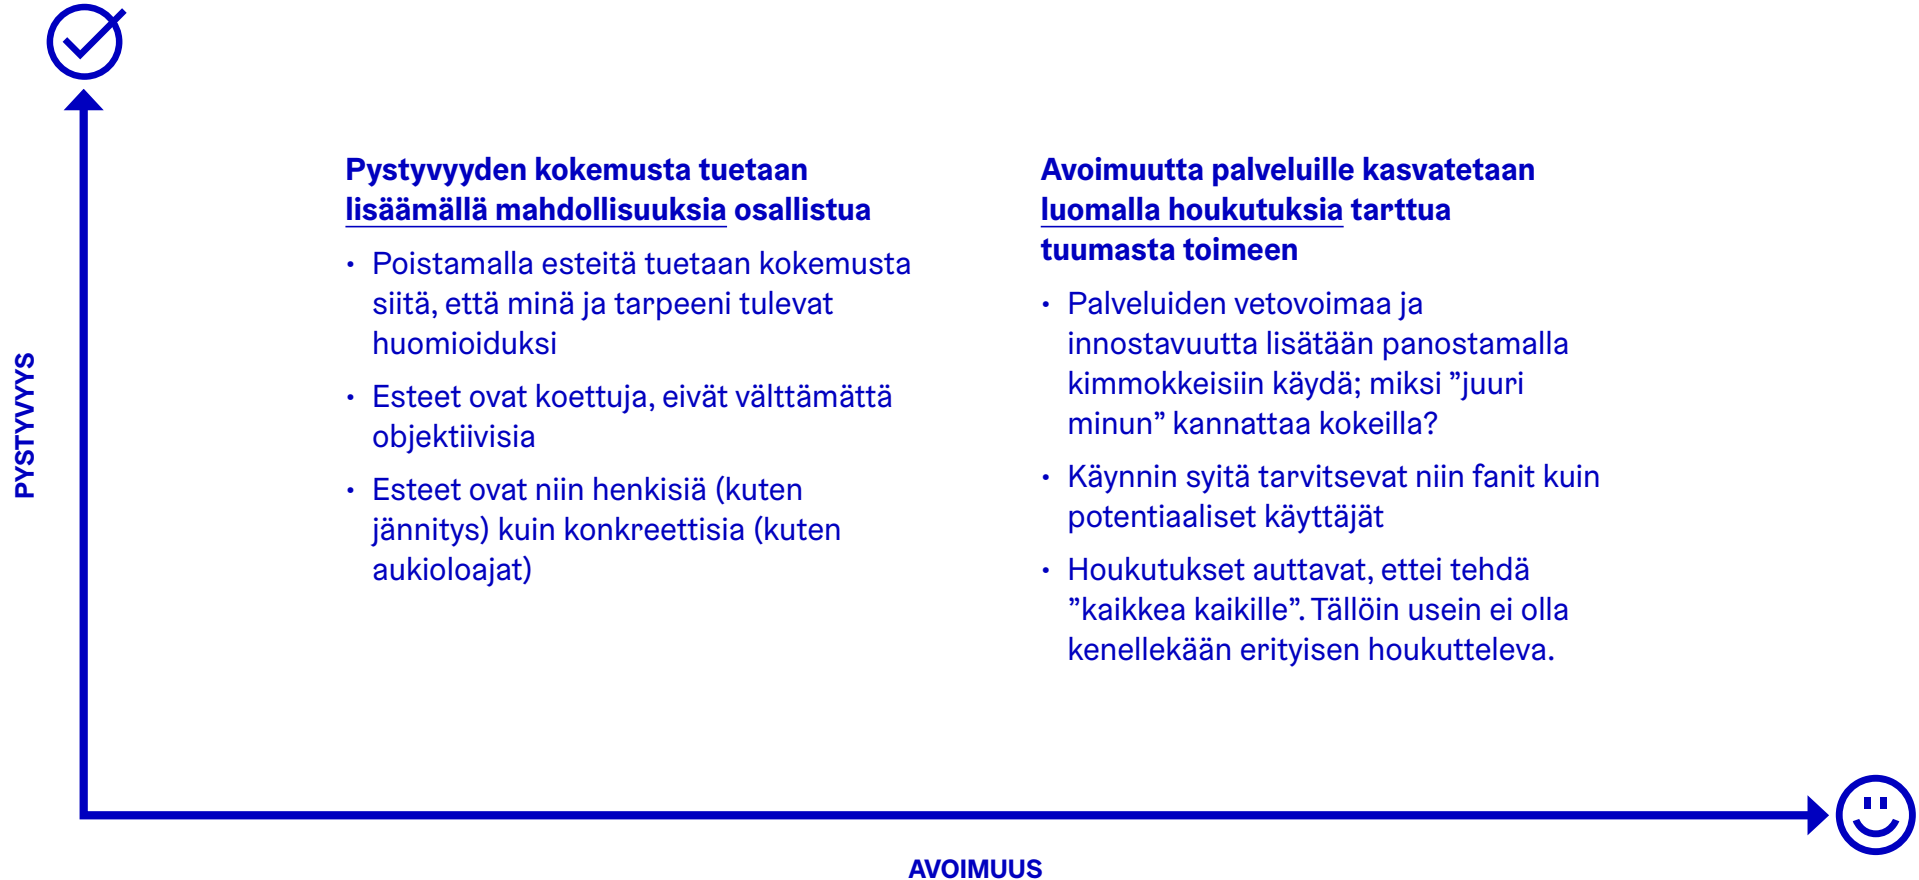 Pystyvyyden kokemusta tuetaan
lisäämällä mahdollisuuksia osallistua
• Poistamalla esteitä tuetaan kokemusta
siitä, että minä ja tarpeeni tulevat
huomioiduksi
• Esteet ovat koettuja, eivät välttämättä
objektiivisia
• Esteet ovat niin henkisiä (kuten
jännitys) kuin konkreettisia (kuten
aukioloajat)
Avoimuutta palveluille kasvatetaan
luomalla houkutuksia tarttua
tuumasta toimeen
• Palveluiden vetovoimaa ja
innostavuutta lisätään panostamalla
kimmokkeisiin käydä; miksi ”juuri
minun” kannattaa kokeilla?
• Käynnin syitä tarvitsevat niin fanit kuin
potentiaaliset käyttäjät
• Houkutukset auttavat, ettei tehdä
”kaikkea kaikille”. Tällöin usein ei olla
kenellekään erityisen houkutteleva.
PYSTYVYYS
AVOIMUUS